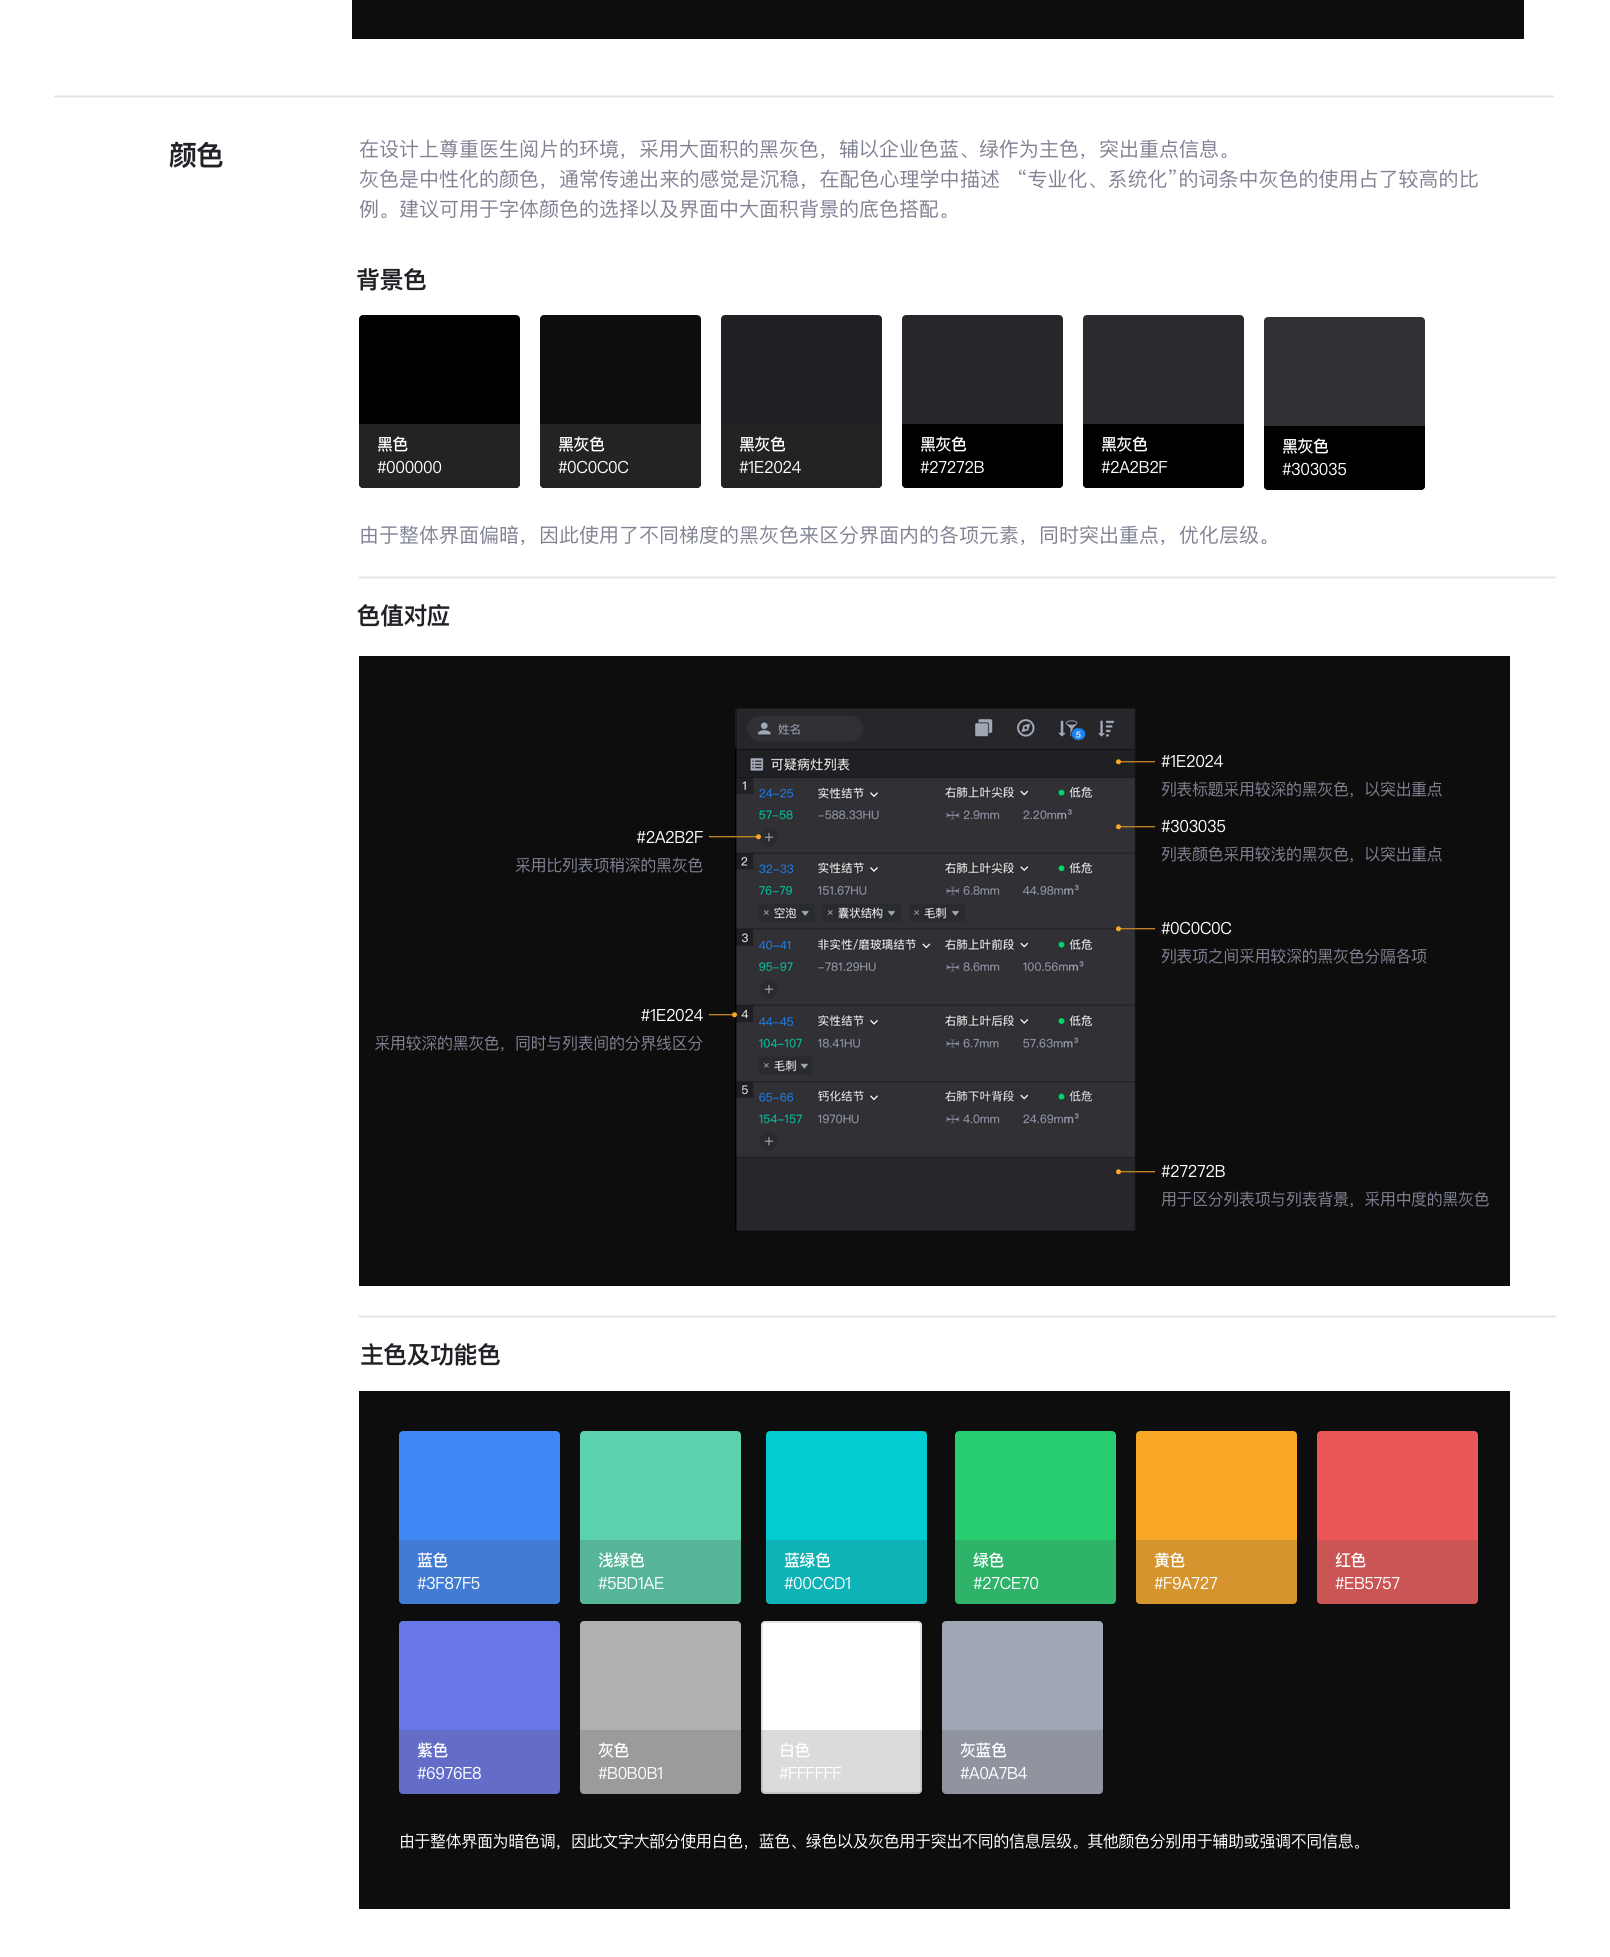 颜色
在设计上尊重医生阅片的环境，采用大面积的黑灰色，辅以企业色蓝、绿作为主色，突出重点信息。
灰色是中性化的颜色，通常传递出来的感觉是沉稳，在配色心理学中描述 “专业化、系统化”的词条中灰色的使用占了较高的比
例。建议可用于字体颜色的选择以及界面中大面积背景的底色搭配。
背景色
黑色
#000000
黑灰色
#0C0C0C
黑灰色
#1E2024
黑灰色
#27272B
黑灰色
#2A2B2F
黑灰色
#303035
由于整体界面偏暗，因此使用了不同梯度的黑灰色来区分界面内的各项元素，同时突出重点，优化层级。
色值对应
姓名
5
可疑病灶列表
1 24-25 实性结节 右肺上叶尖段 低危
57-58 -588.33HU 2.9mm 2.20mm³
+
2 32-33 实性结节 右肺上叶尖段 低危
76-79 151.67HU 6.8mm 44.98mm³
× 空泡 × 囊状结构 × 毛刺
3 40-41 非实性/磨玻璃结节 右肺上叶前段 低危
95-97 -781.29HU 8.6mm 100.56mm³
+
4 44-45 实性结节 右肺上叶后段 低危
104-107 18.41HU 6.7mm 57.63mm³
× 毛刺
5 65-66 钙化结节 右肺下叶背段 低危
154-157 1970HU 4.0mm 24.69mm³
+
#2A2B2F
采用比列表项稍深的黑灰色
#1E2024
采用较深的黑灰色，同时与列表间的分界线区分
#1E2024
列表标题采用较深的黑灰色，以突出重点
#303035
列表颜色采用较浅的黑灰色，以突出重点
#0C0C0C
列表项之间采用较深的黑灰色分隔各项
#27272B
用于区分列表项与列表背景，采用中度的黑灰色
主色及功能色
蓝色
#3F87F5
浅绿色
#5BD1AE
蓝绿色
#00CCD1
绿色
#27CE70
黄色
#F9A727
红色
#EB5757
紫色
#6976E8
灰色
#B0B0B1
白色
#FFFFFF
灰蓝色
#A0A7B4
由于整体界面为暗色调，因此文字大部分使用白色，蓝色、绿色以及灰色用于突出不同的信息层级。其他颜色分别用于辅助或强调不同信息。